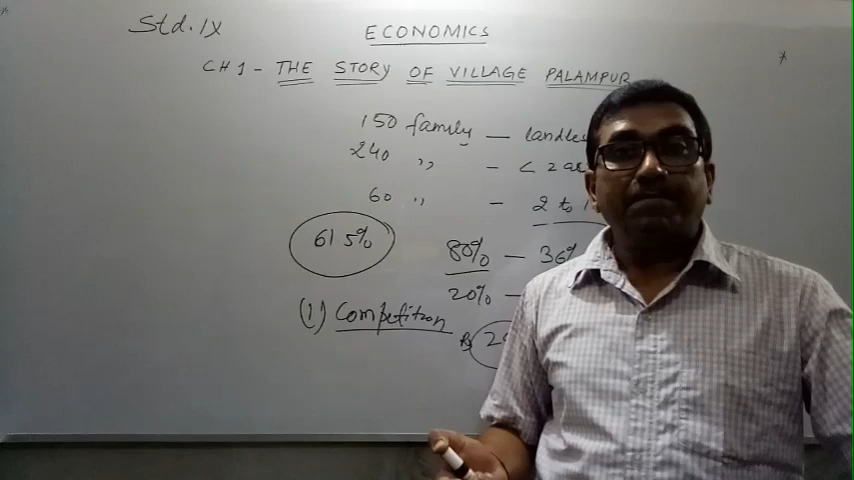 Std. IX
ECONOMICS
CH 1 - THE STORY OF VILLAGE PALAMPUR
150 family — landles
240 ,, - < 2
60 ,, - 2 to 1
61 5% 80% — 36%
20% —
(1) Competition